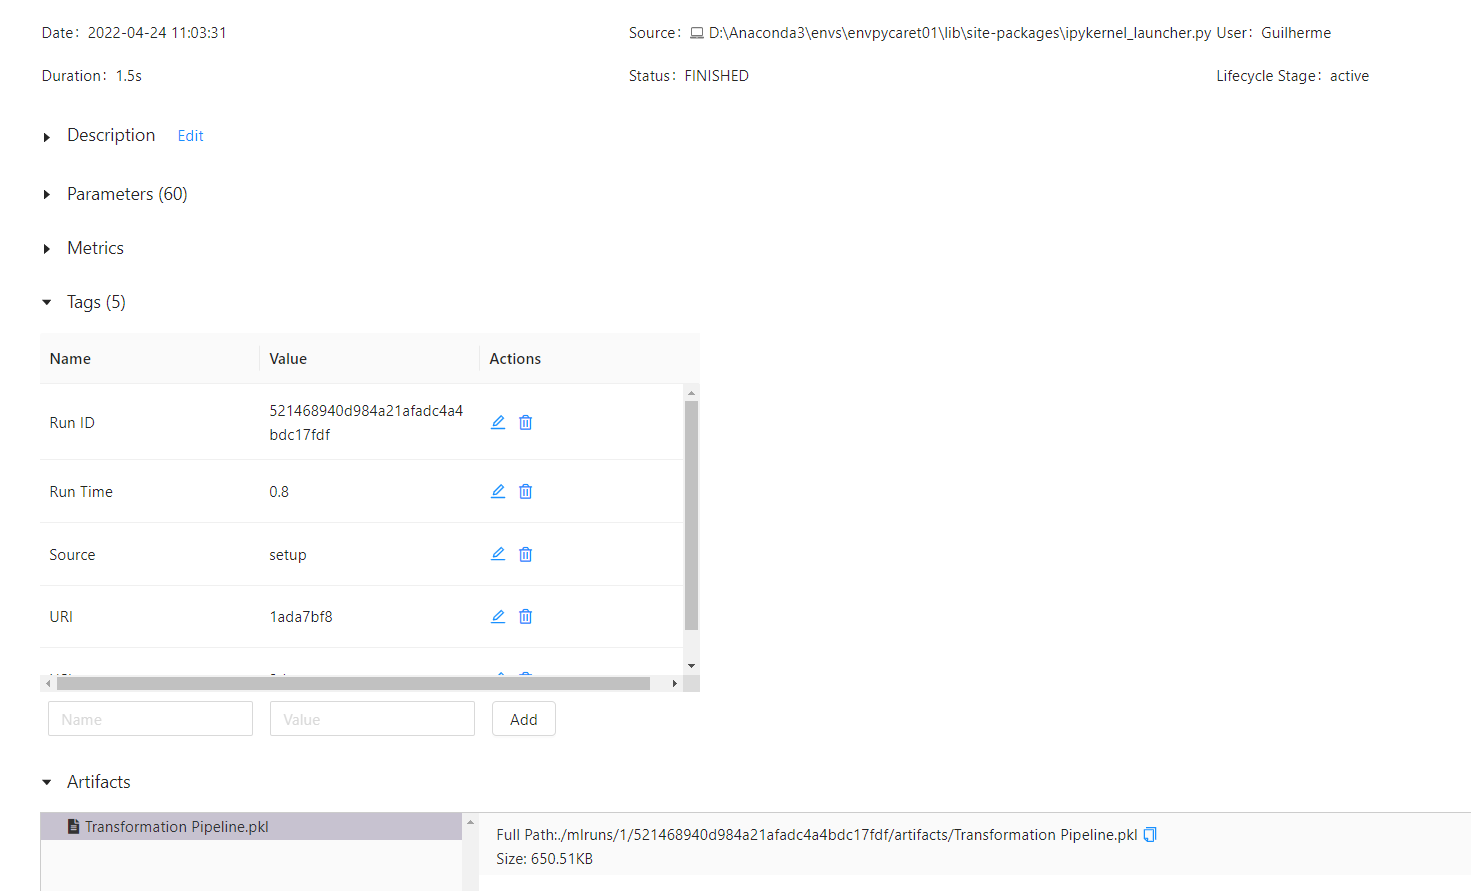 Date: 2022-04-24 11:03:31
Source: D:\Anaconda3\envs\envpycaret01\lib\site-packages\ipykernel_launcher.py
User: Guilherme
Duration: 1.5s
Status: FINISHED
Lifecycle Stage: active
Description Edit
Parameters (60)
Metrics
Tags (5)
Name Value Actions
Run ID
521468940d984a21afadc4a4
bdc17fdf
Run Time 0.8
Source setup
URI 1ada7bf8
Name Value Add
Artifacts
Transformation Pipeline.pkl
Full Path:./mlruns/1/521468940d984a21afadc4a4bdc17fdf/artifacts/Transformation Pipeline.pkl
Size: 650.51KB